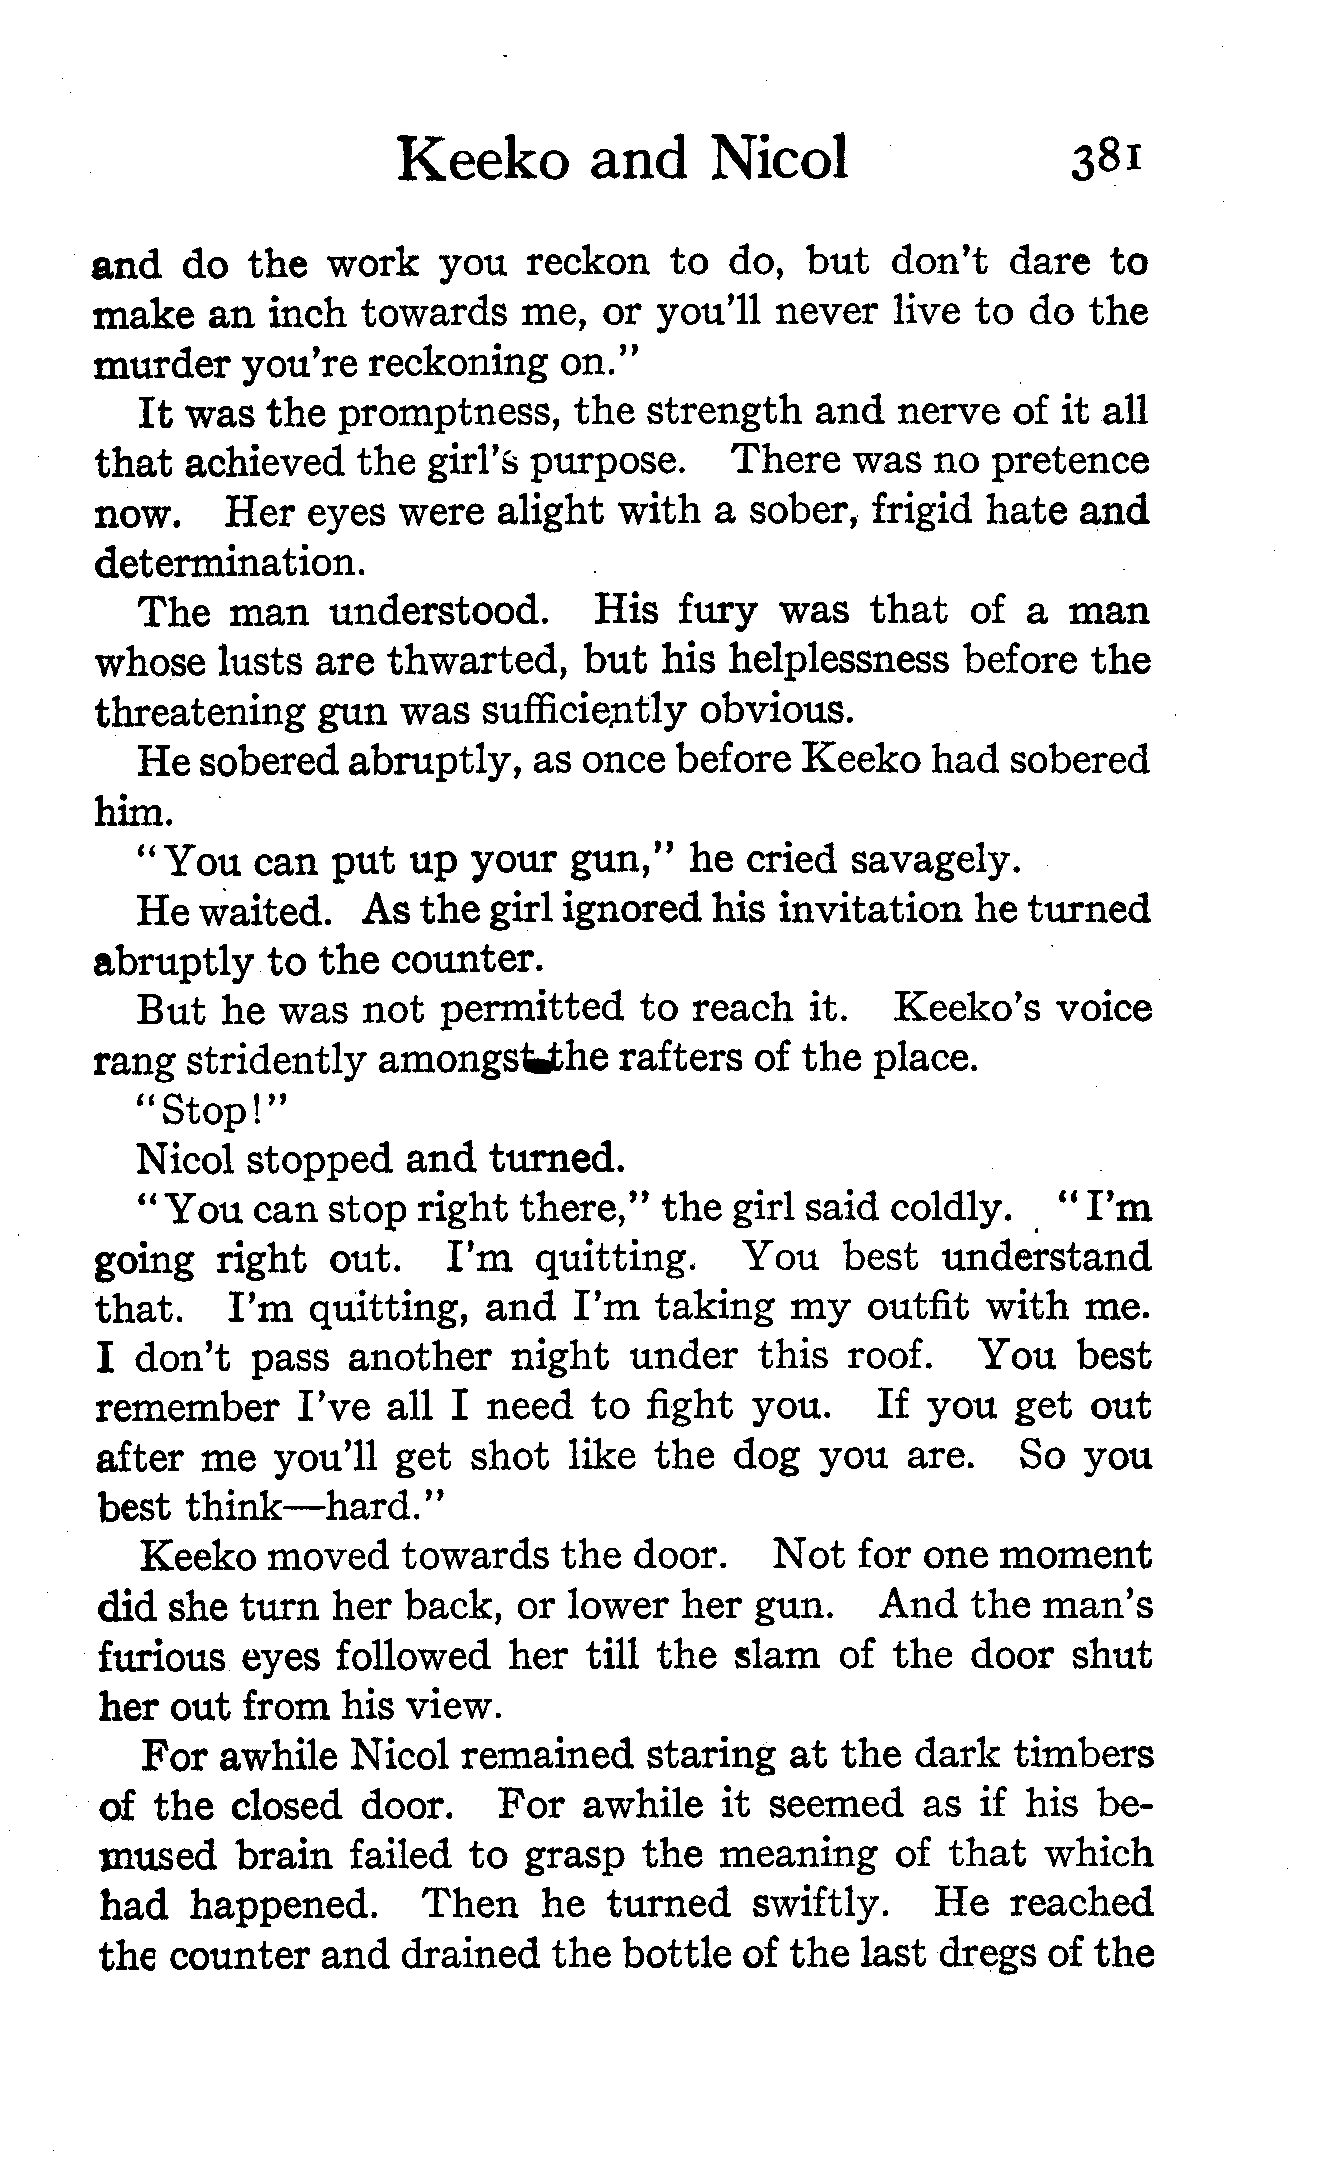 Keeko and Nicol 381
and do the work you reckon to do, but don't dare to
make an inch towards me, or you'll never live to do the
murder you're reckoning on."
It was the promptness, the strength and nerve of it all
that achieved the girl's purpose. There was no pretence
now. Her eyes were alight with a sober, frigid hate and
determination.
The man understood. His fury was that of a man
whose lusts are thwarted, but his helplessness before the
threatening gun was sufficiently obvious.
He sobered abruptly, as once before Keeko had sobered
him.
"You can put up your gun," he cried savagely.
He waited. As the girl ignored his invitation he turned
abruptly to the counter.
But he was not permitted to reach it. Keeko's voice
rang stridently amongst the rafters of the place.
"Stop!"
Nicol stopped and turned.
"You can stop right there," the girl said coldly. "I'm
going right out. I'm quitting. You best understand
that. I'm quitting, and I'm taking my outfit with me.
I don't pass another night under this roof. You best
remember I've all I need to fight you. If you get out
after me you'll get shot like the dog you are. So you
best think—hard."
Keeko moved towards the door. Not for one moment
did she turn her back, or lower her gun. And the man's
furious eyes followed her till the slam of the door shut
her out from his view.
For awhile Nicol remained staring at the dark timbers
of the closed door. For awhile it seemed as if his be-
mused brain failed to grasp the meaning of that which
had happened. Then he turned swiftly. He reached
the counter and drained the bottle of the last dregs of the